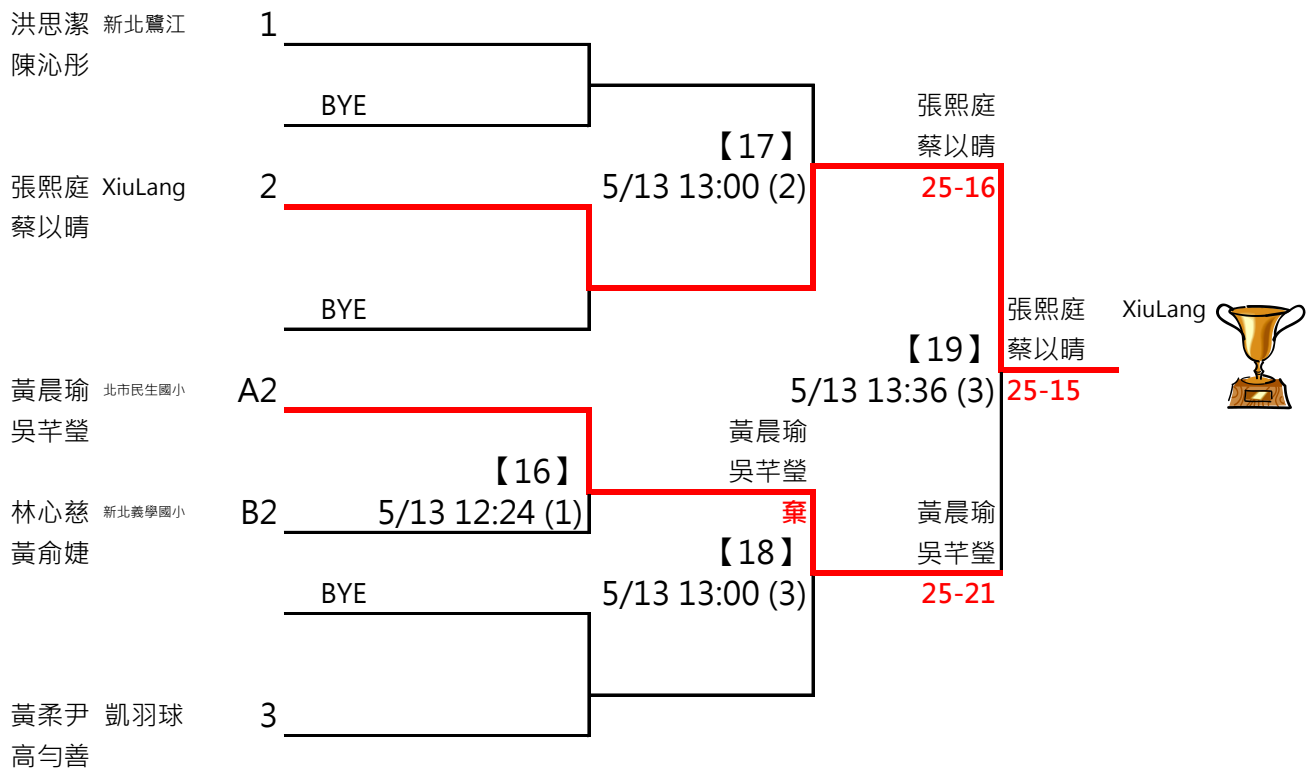 洪思潔 新北鷺江 1
陳沁彤
BYE
張熙庭
蔡以晴
【17】
張熙庭 XiuLang 2
5/13 13:00 (2)
25-16
蔡以晴
BYE
張熙庭 XiuLang
蔡以晴
【19】
黃晨瑜 北市民生國小 A2
5/13 13:36 (3)
25-15
吳芊瑩
黃晨瑜
吳芊瑩
【16】
林心慈 新北義學國小 B2
5/13 12:24 (1)
棄
黃晨瑜
吳芊瑩
黃俞婕
【18】
BYE
5/13 13:00 (3)
25-21
黃柔尹 凱羽球 3
高勻善